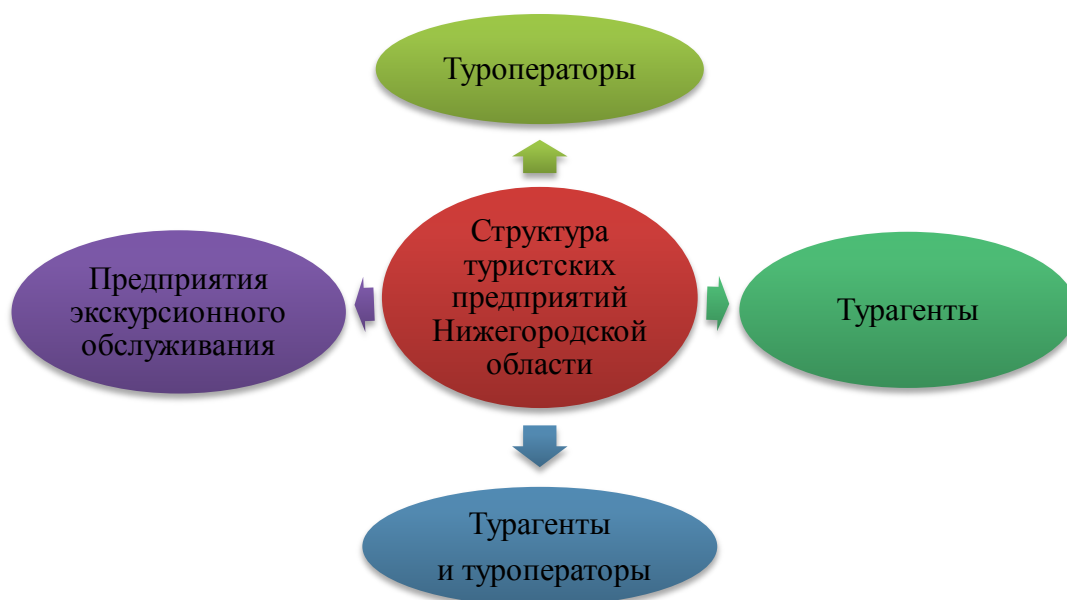 Туроператоры
Структура
туристских
предприятий
Нижегородской
области
Предприятия
экскурсионного
обслуживания
Турагенты
Турагенты
и туроператоры